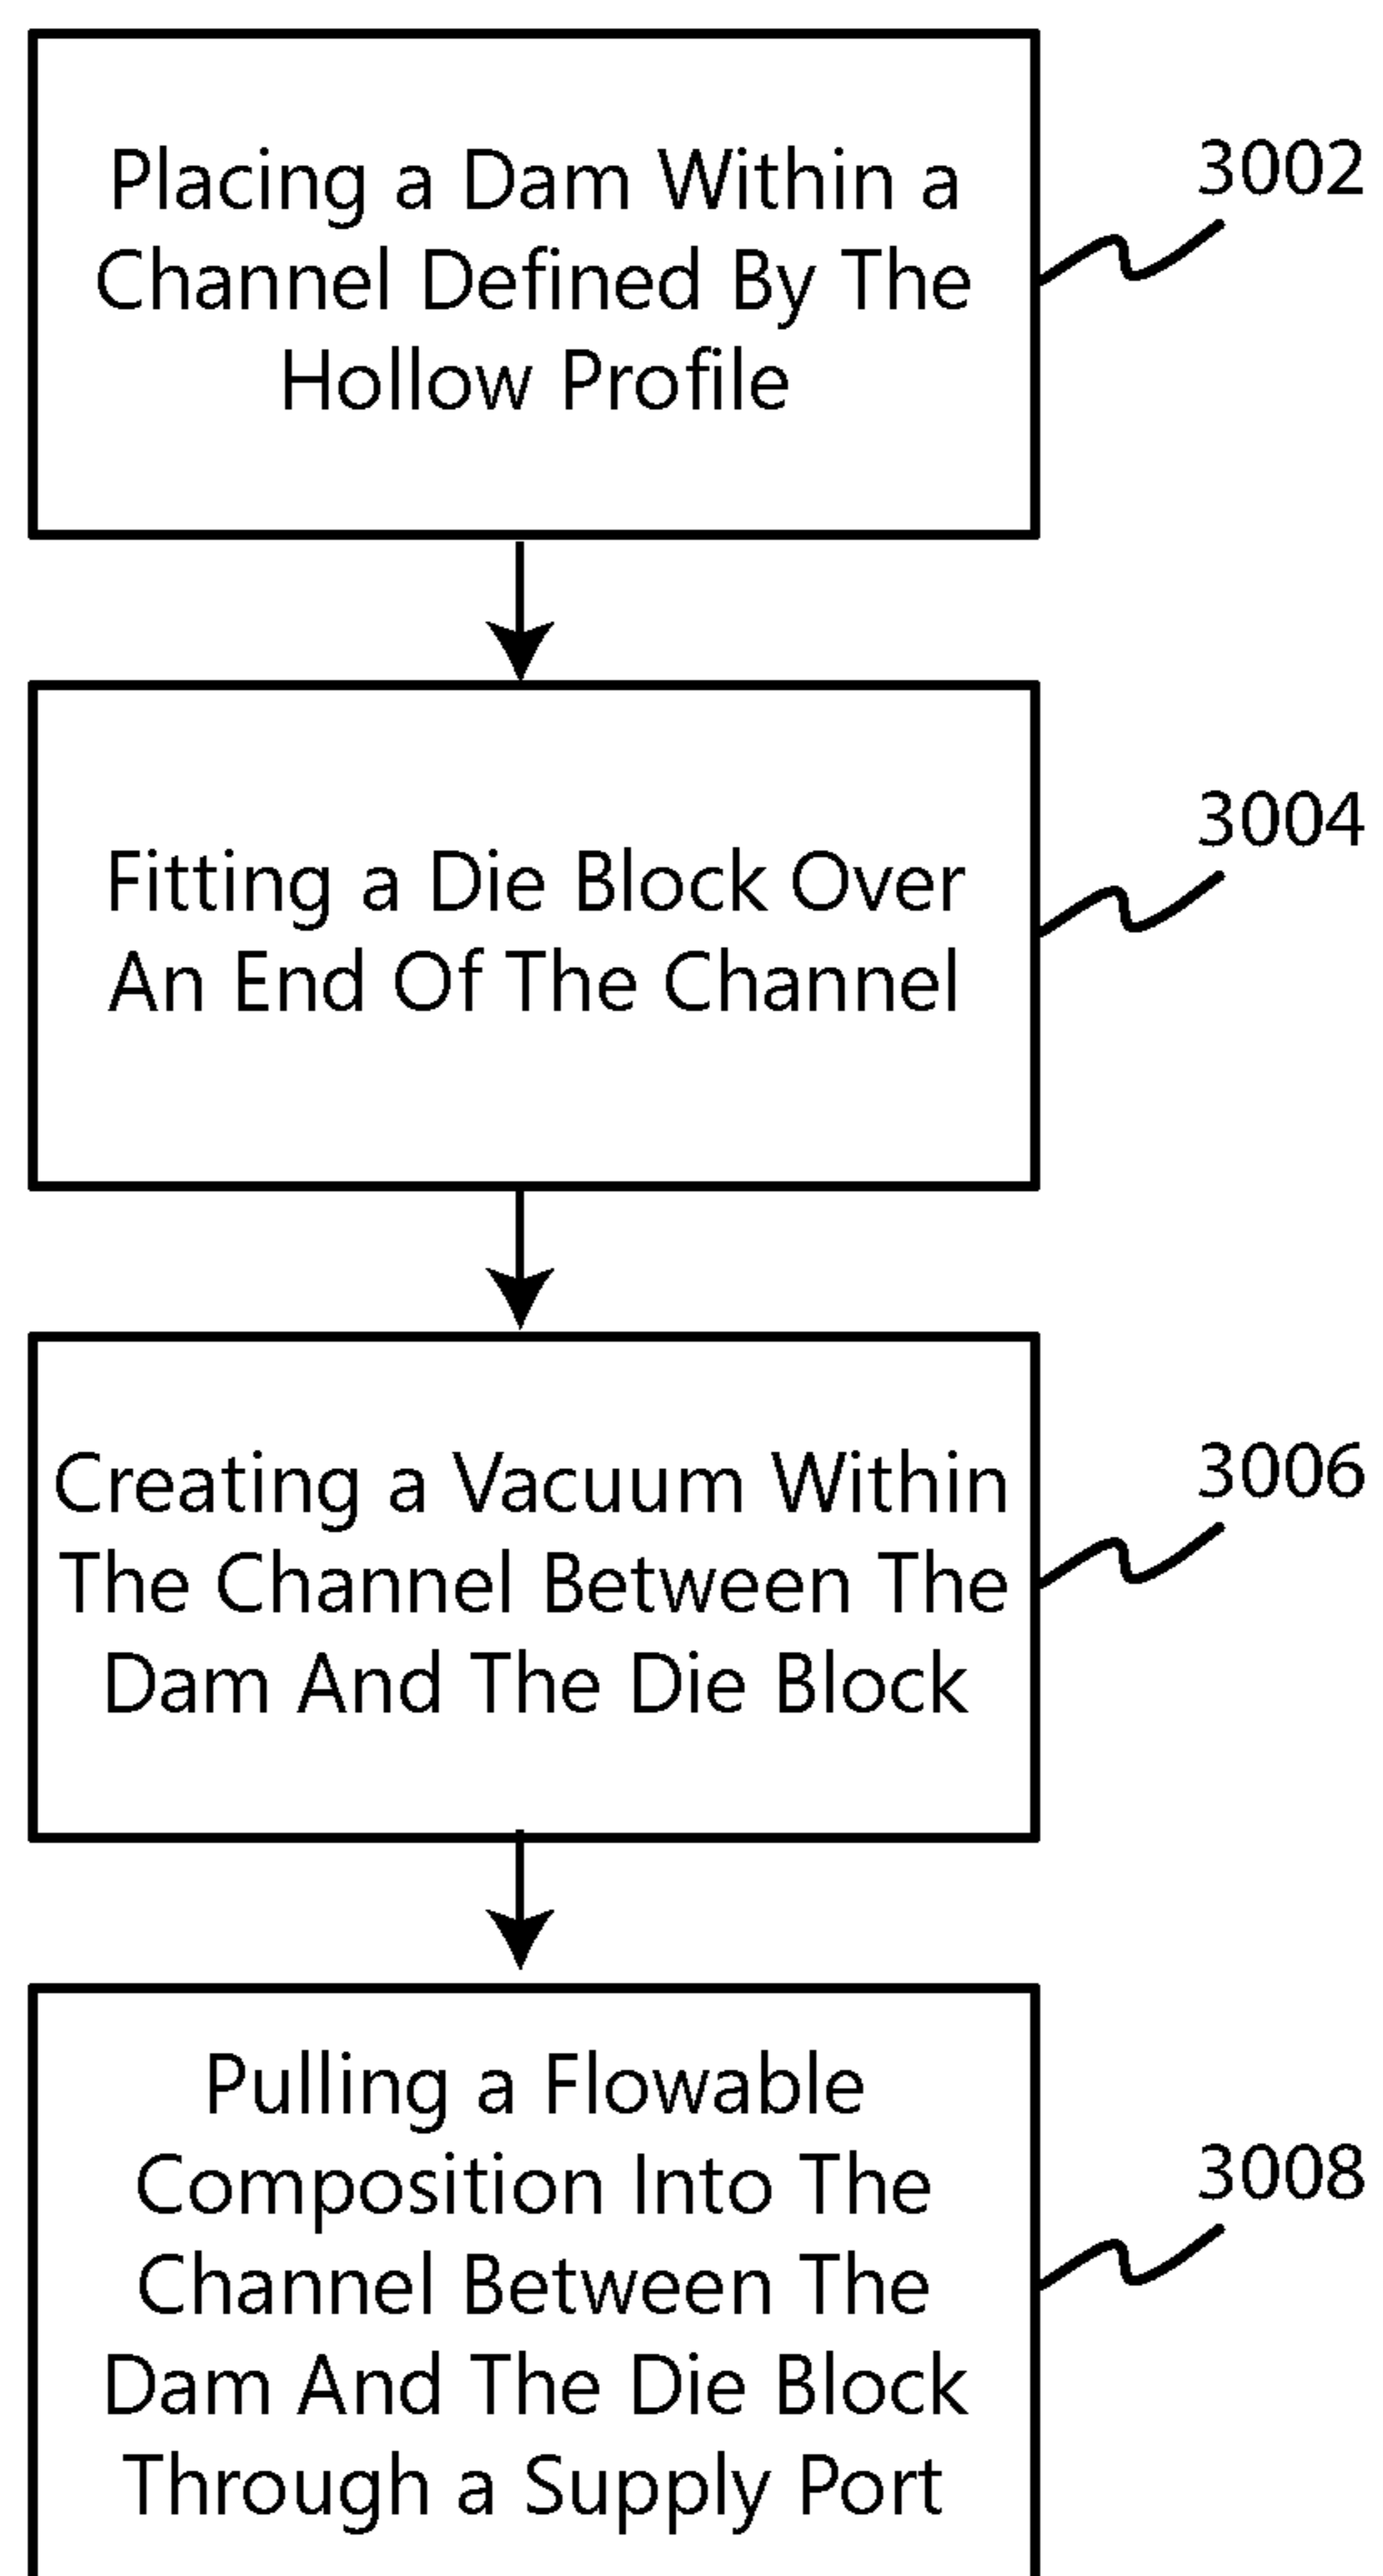 Placing a Dam Within a
Channel Defined By The
Hollow Profile
3002
Fitting a Die Block Over
An End Of The Channel
3004
Creating a Vacuum Within
The Channel Between The
Dam And The Die Block
3006
Pulling a Flowable
Composition Into The
Channel Between The
Dam And The Die Block
Through a Supply Port
3008